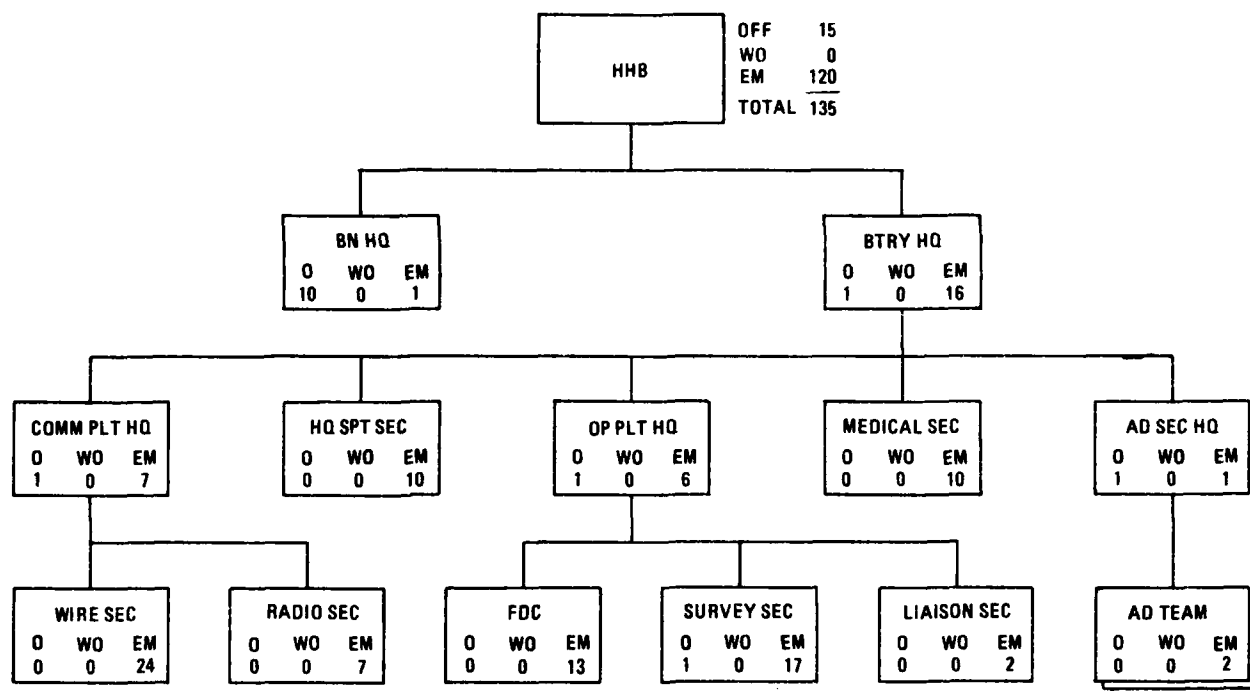 HHB
OFF 15
WO 0
EM 120
TOTAL 135
BN HQ
O WO EM
10 0 1
BTRY HQ
O WO EM
1 0 16
COMM PLT HQ
O WO EM
1 0 7
HQ SPT SEC
O WO EM
0 0 10
OP PLT HQ
O WO EM
1 0 6
MEDICAL SEC
O WO EM
0 0 10
AD SEC HQ
O WO EM
1 0 1
WIRE SEC
O WO EM
0 0 24
RADIO SEC
O WO EM
0 0 7
FDC
O WO EM
0 0 13
SURVEY SEC
O WO EM
1 0 17
LIAISON SEC
O WO EM
0 0 2
AD TEAM
O WO EM
0 0 2